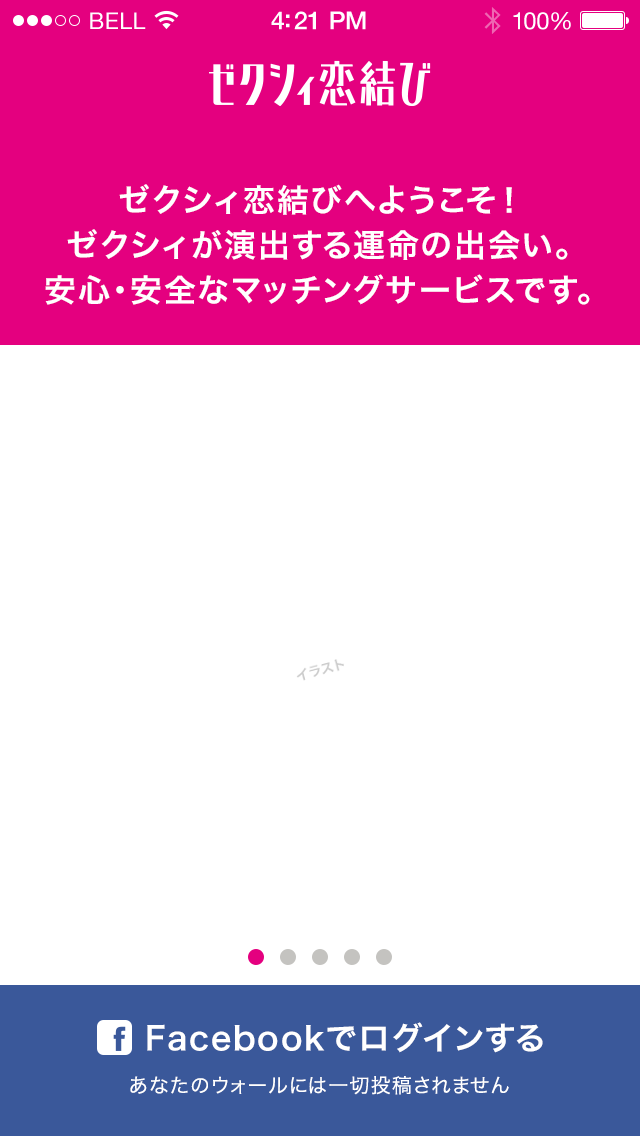 BELL 4:21 PM 100%
ゼクシィ恋結び
ゼクシィ恋結びへようこそ！
ゼクシィが演出する運命の出会い。
安心・安全なマッチングサービスです。
イラスト
Facebookでログインする
あなたのウォールには一切投稿されません